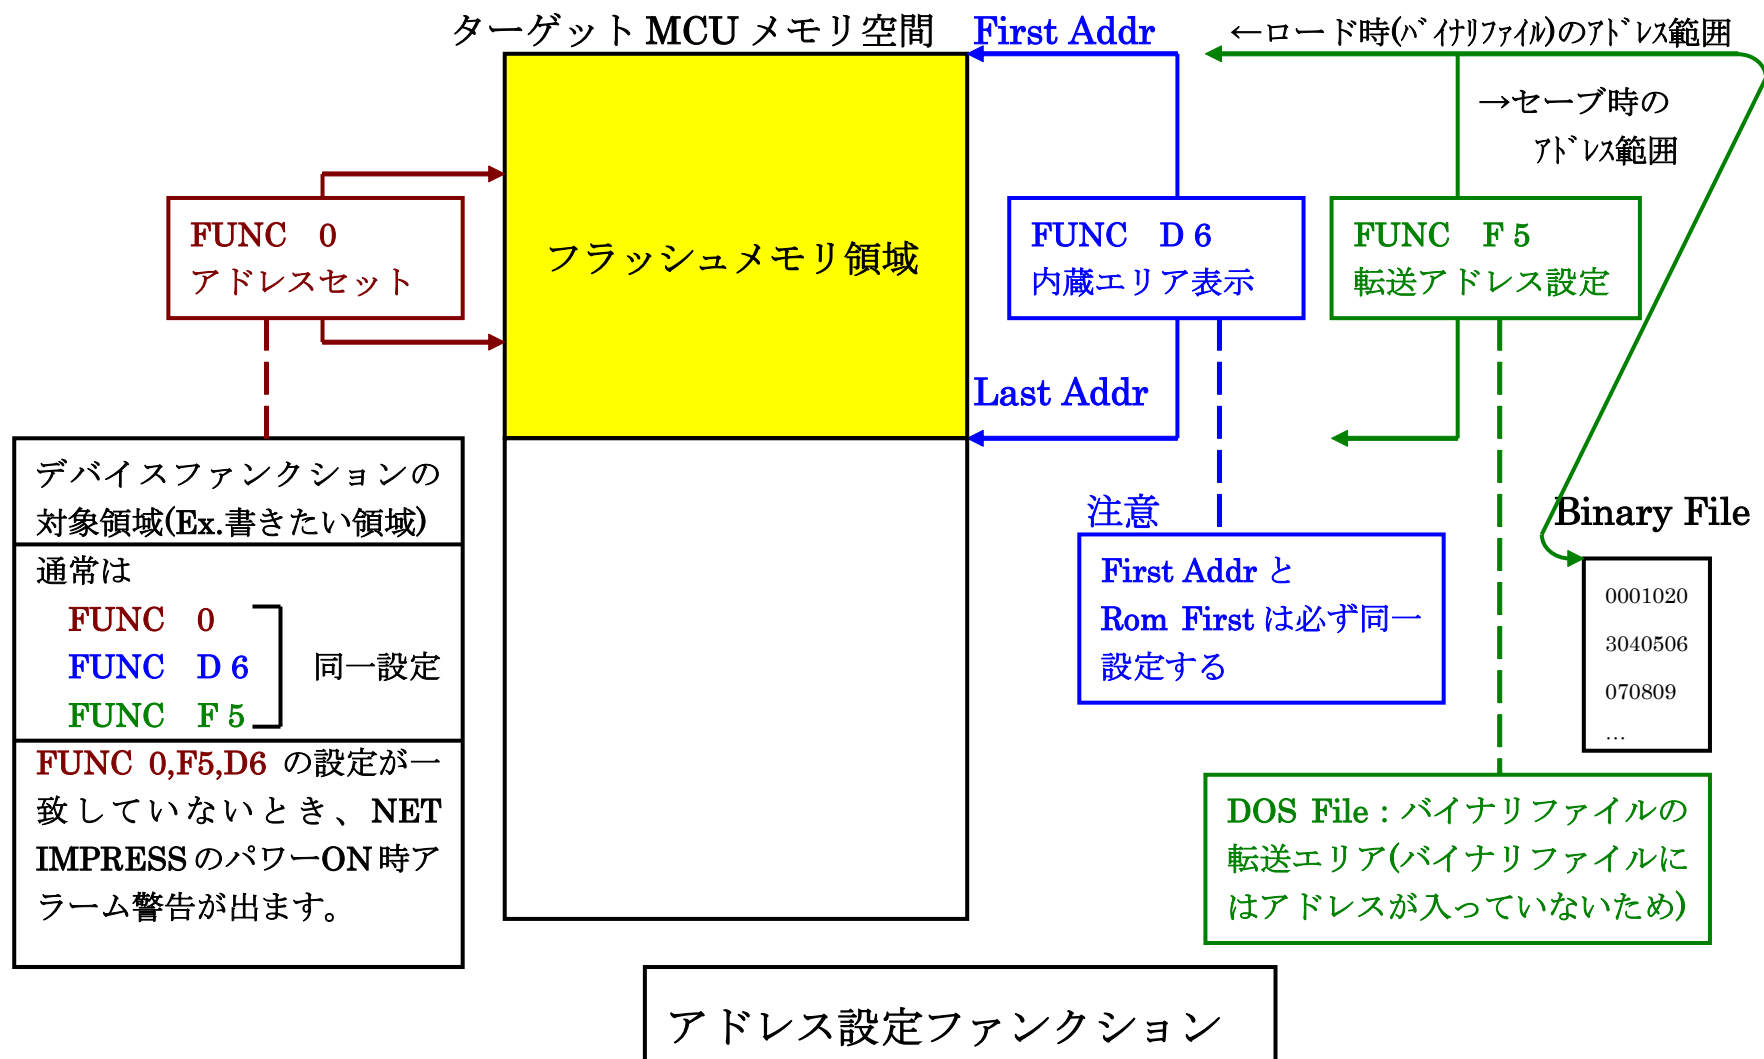 ターゲット MCU メモリ空間
First Addr
←ロード時(ﾊﾞｲﾅﾘﾌｧｲﾙ)のｱﾄﾞﾚｽ範囲
→セーブ時の
ｱﾄﾞﾚｽ範囲
FUNC 0
アドレスセット
フラッシュメモリ領域
FUNC D 6
内蔵エリア表示
FUNC F 5
転送アドレス設定
Last Addr
デバイスファンクションの
対象領域(Ex.書きたい領域)
通常は
FUNC 0
FUNC D 6
FUNC F 5
同一設定
FUNC 0,F5,D6 の設定が一
致していないとき、NET
IMPRESS のパワーON 時ア
ラーム警告が出ます。
注意
First Addr と
Rom First は必ず同一
設定する
Binary File
0001020
3040506
070809
…
DOS File : バイナリファイルの
転送エリア(バイナリファイルに
はアドレスが入っていないため)
アドレス設定ファンクション